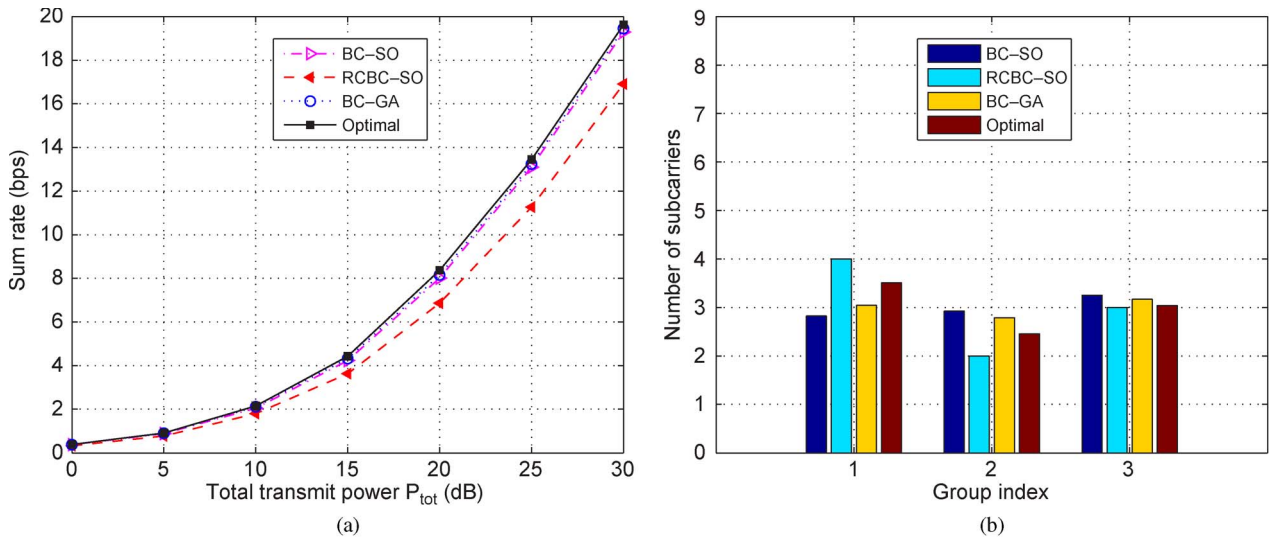 20
18
16
14
12
10
8
6
4
2
0
Sum rate (bps)
BC–SO
RCBC–SO
BC–GA
Optimal
0 5 10 15 20 25 30
Total transmit power Ptot (dB)
(a)
9
8
7
6
5
4
3
2
1
0
Number of subcarriers
BC–SO
RCBC–SO
BC–GA
Optimal
1 2 3
Group index
(b)